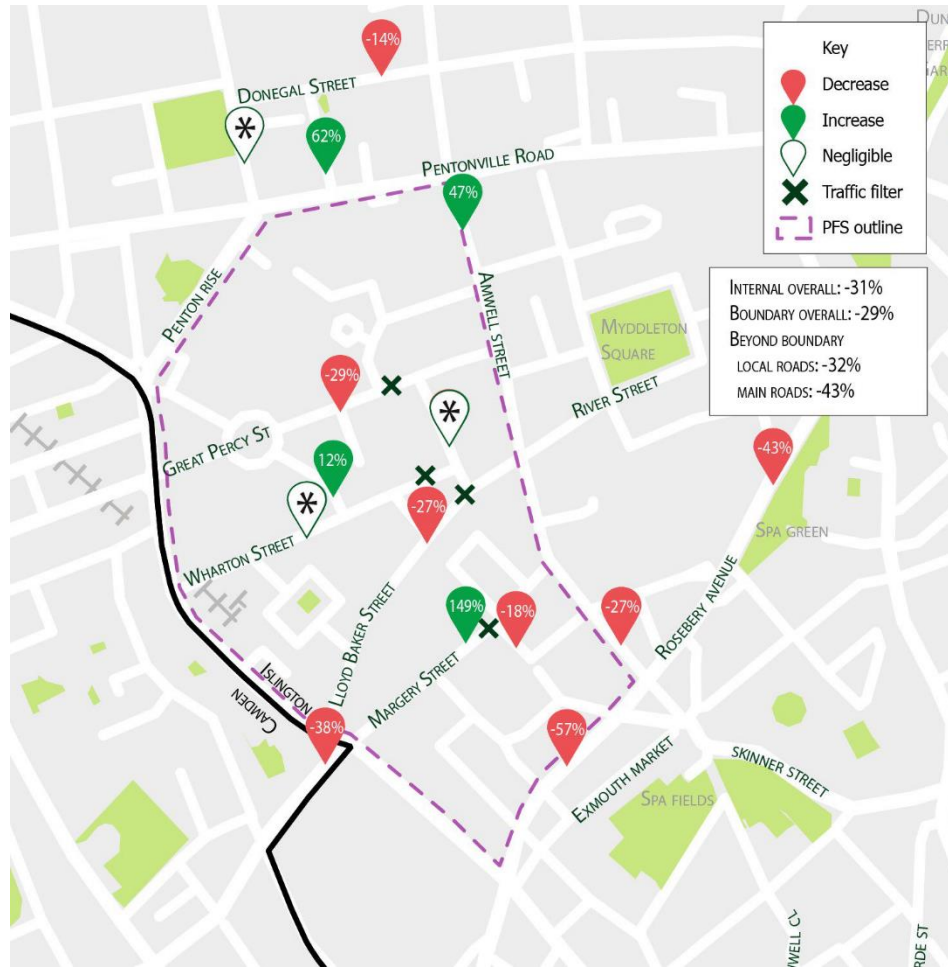 -14%
DONEGAL STREET
*
62%
PENTONVILLE ROAD
47%
Key
Decrease
Increase
Negligible
Traffic filter
PFS outline
INTERNAL OVERALL: -31%
BOUNDARY OVERALL: -29%
BEYOND BOUNDARY
LOCAL ROADS: -32%
MAIN ROADS: -43%
PENTON RISE
AMWELL STREET
MYDDLETON
SQUARE
RIVER STREET
-29%
*
GREAT PERCY ST
12%
-43%
*
-27%
WHARTON STREET
SPA GREEN
LLOYD BAKER STREET
149%
-18%
-27%
ROSEBERY AVENUE
MARGERY STREET
ISLINGTON
CAMDEN
-38%
-57%
EXMOUTH MARKET
SKINNER STREET
SPA FIELDS